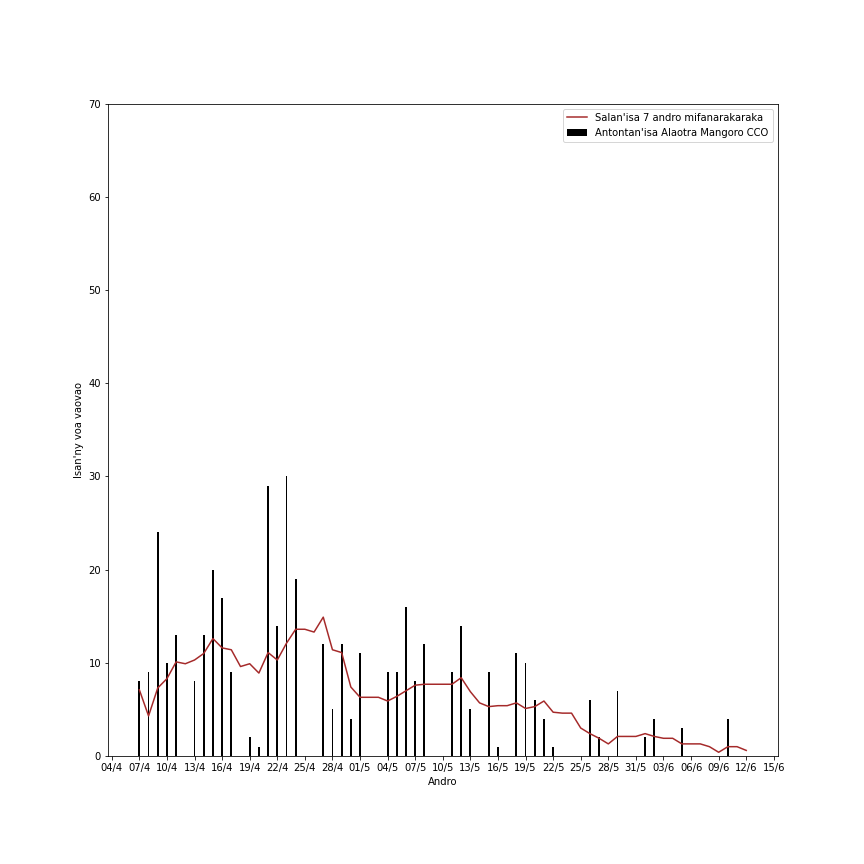 Salan'isa 7 andro mifanarakaraka
Antontan'isa Alaotra Mangoro CCO
Isan'ny voa vaovao
70
60
50
40
30
20
10
0
04/4 07/4 10/4 13/4 16/4 19/4 22/4 25/4 28/4 01/5 04/5 07/5 10/5 13/5 16/5 19/5 22/5 25/5 28/5 31/5 03/6 06/6 09/6 12/6 15/6
Andro